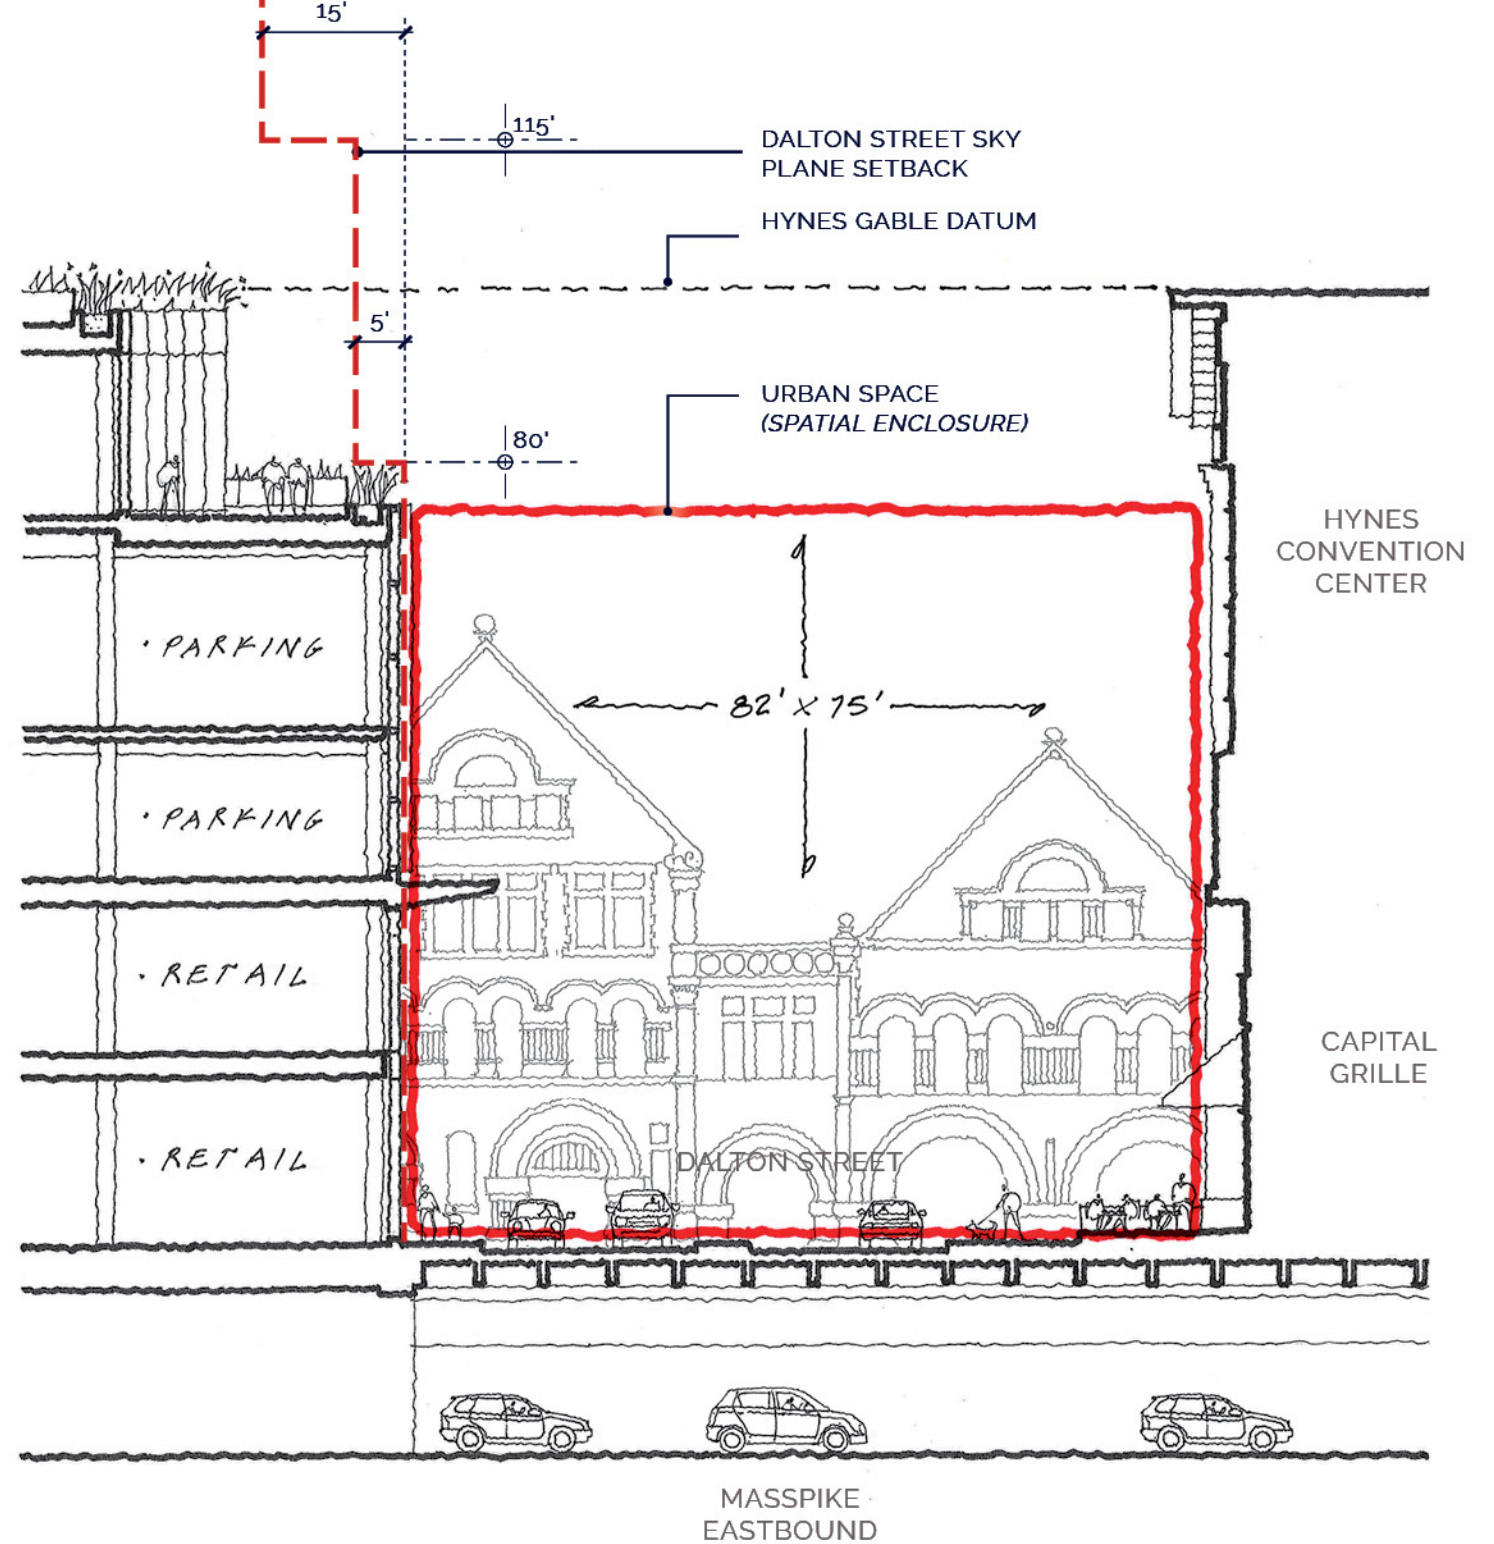 15'
115'
DALTON STREET SKY
PLANE SETBACK
HYNES GABLE DATUM
5'
URBAN SPACE
(SPATIAL ENCLOSURE)
80'
HYNES
CONVENTION
CENTER
• PARKING
82' X 75'
• PARKING
• RETAIL
CAPITAL
GRILLE
• RETAIL
DALTON STREET
MASSPIKE
EASTBOUND